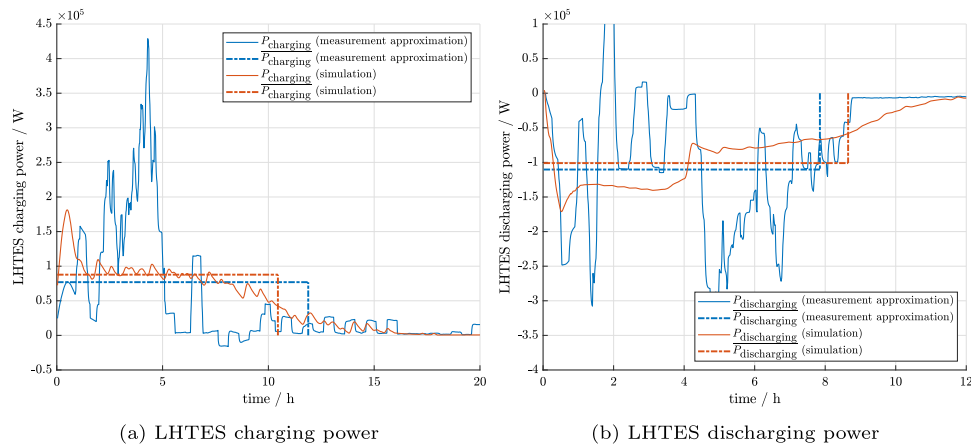 ×10⁵
4.5
4
3.5
3
2.5
2
1.5
1
0.5
0
-0.5
LHTES charging power / W
P_charging (measurement approximation)
P̅_charging (measurement approximation)
P_charging (simulation)
P̅_charging (simulation)
0 5 10 15 20
time / h
(a) LHTES charging power
×10⁵
1
0.5
0
-0.5
-1
-1.5
-2
-2.5
-3
-3.5
-4
LHTES discharging power / W
P_discharging (measurement approximation)
P̅_discharging (measurement approximation)
P_discharging (simulation)
P̅_discharging (simulation)
0 2 4 6 8 10 12
time / h
(b) LHTES discharging power